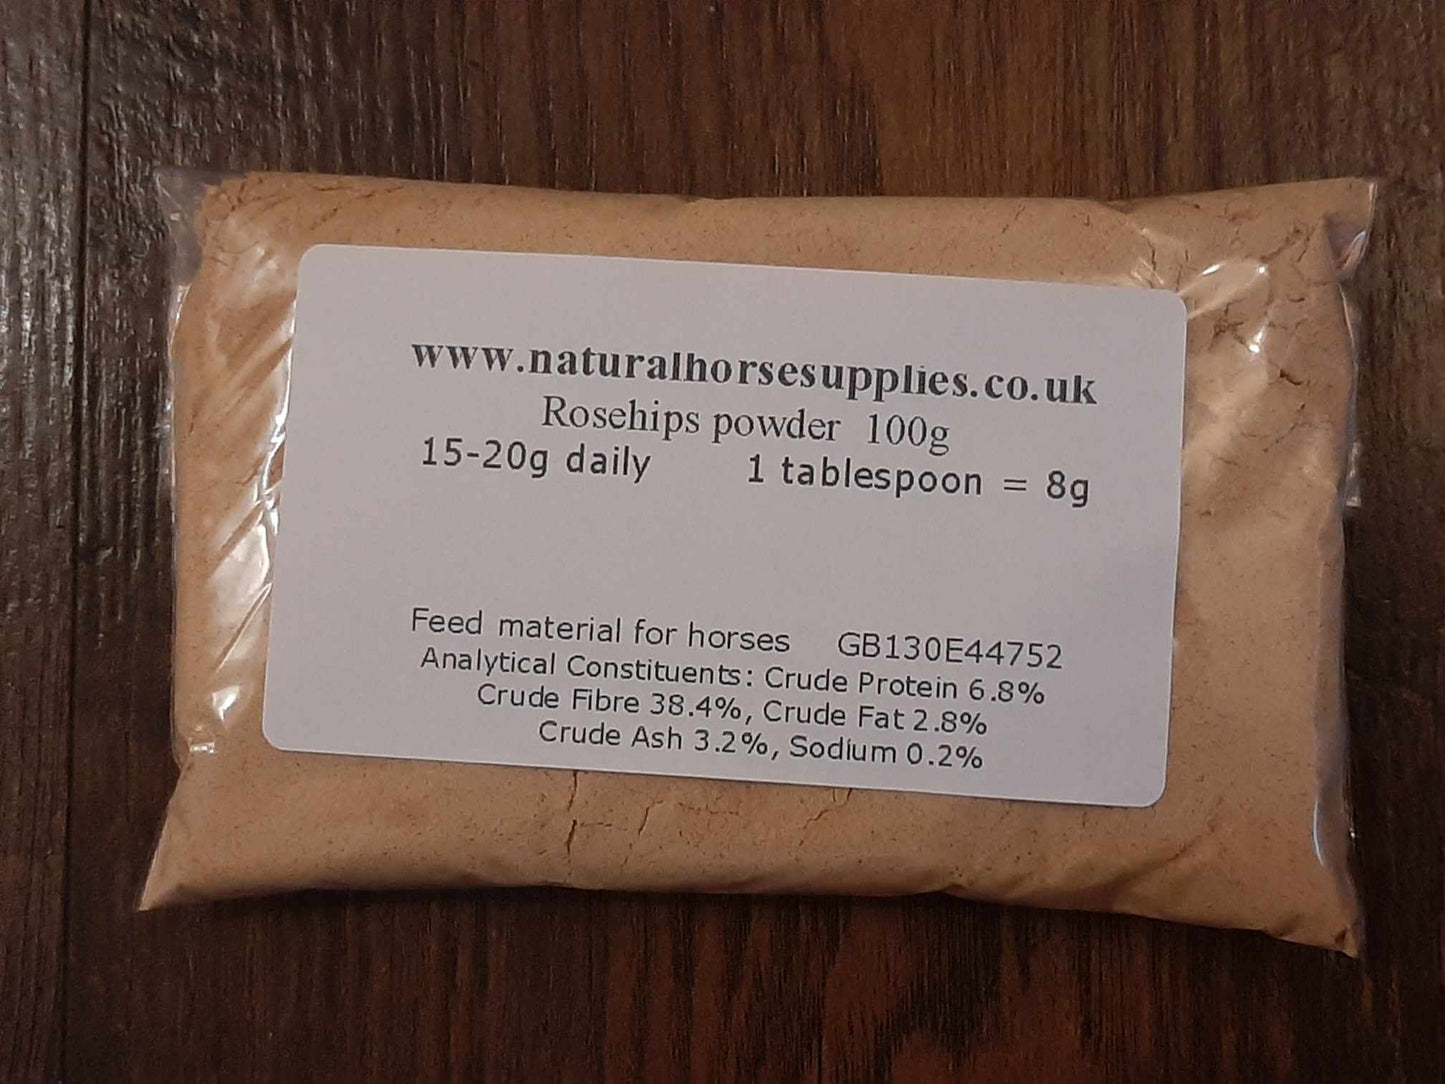 www.naturalhorsesupplies.co.uk
Rosehips powder 100g
15-20g daily 1 tablespoon = 8g
Feed material for horses GB130E44752
Analytical Constituents: Crude Protein 6.8%
Crude Fibre 38.4%, Crude Fat 2.8%
Crude Ash 3.2%, Sodium 0.2%